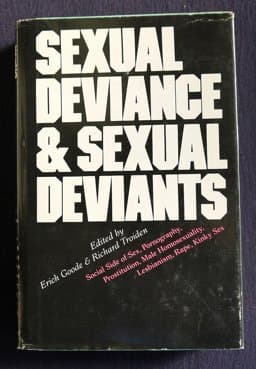 SEXUAL
DEVIANCE
& SEXUAL
DEVIANTS
Edited by
Erich Goode & Richard Troiden
Social Side of Sex, Pornography,
Prostitution, Male Homosexuality,
Lesbianism, Rape, Kinky Sex